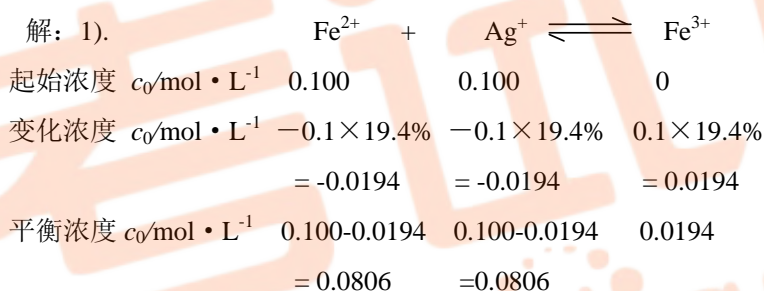 解：1). Fe²⁺ + Ag⁺ ⇌ Fe³⁺
起始浓度 c₀/mol・L⁻¹ 0.100 0.100 0
变化浓度 c₀/mol・L⁻¹ －0.1×19.4% －0.1×19.4% 0.1×19.4%
= -0.0194 = -0.0194 = 0.0194
平衡浓度 c₀/mol・L⁻¹ 0.100-0.0194 0.100-0.0194 0.0194
= 0.0806 =0.0806